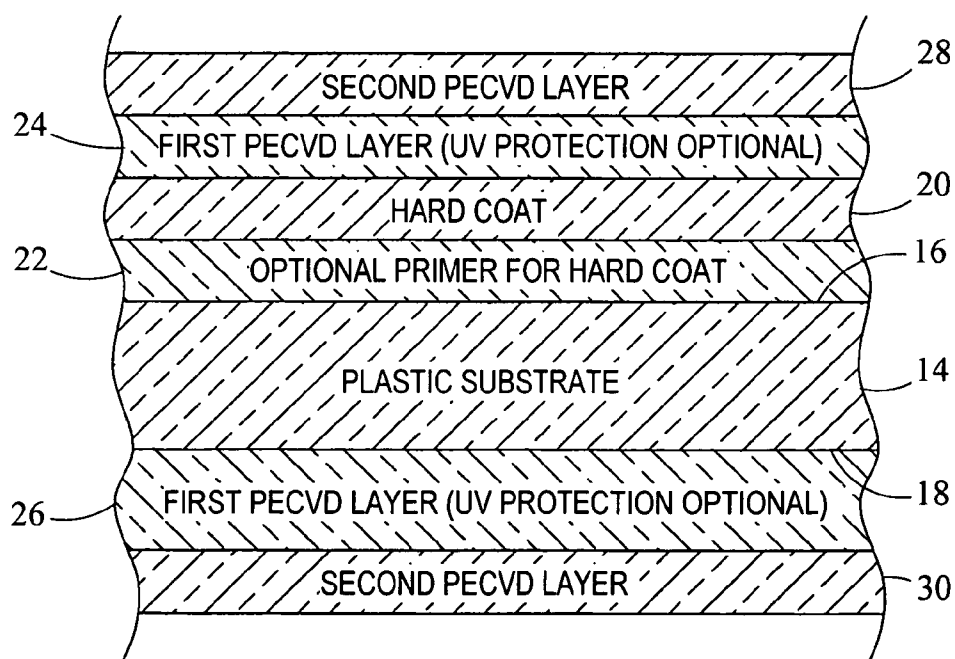 28
SECOND PECVD LAYER
24
FIRST PECVD LAYER (UV PROTECTION OPTIONAL)
20
HARD COAT
22
OPTIONAL PRIMER FOR HARD COAT
16
PLASTIC SUBSTRATE
14
18
FIRST PECVD LAYER (UV PROTECTION OPTIONAL)
26
SECOND PECVD LAYER
30